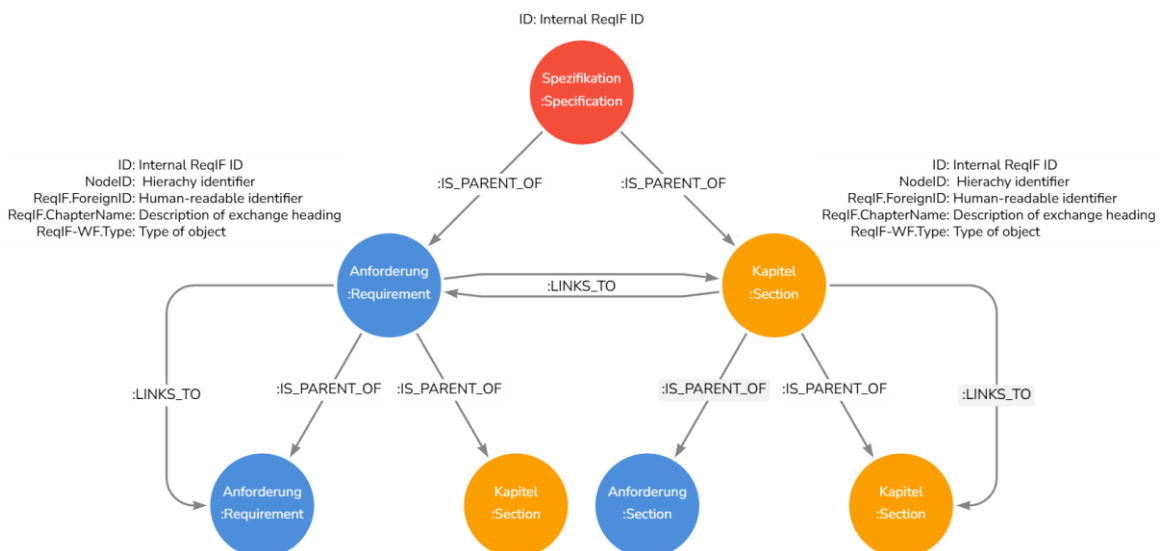 ID: Internal ReqIF ID
Spezifikation
:Specification
:IS_PARENT_OF
:IS_PARENT_OF
ID: Internal ReqIF ID
NodeID: Hierachy identifier
ReqIF.ForeignID: Human-readable identifier
ReqIF.ChapterName: Description of exchange heading
ReqIF-WF.Type: Type of object
ID: Internal ReqIF ID
NodeID: Hierachy identifier
ReqIF.ForeignID: Human-readable identifier
ReqIF.ChapterName: Description of exchange heading
ReqIF-WF.Type: Type of object
Anforderung
:Requirement
:LINKS_TO
Kapitel
:Section
:LINKS_TO
:IS_PARENT_OF
:IS_PARENT_OF
:IS_PARENT_OF
:IS_PARENT_OF
:LINKS_TO
Anforderung
:Requirement
Kapitel
:Section
Anforderung
:Section
Kapitel
:Section